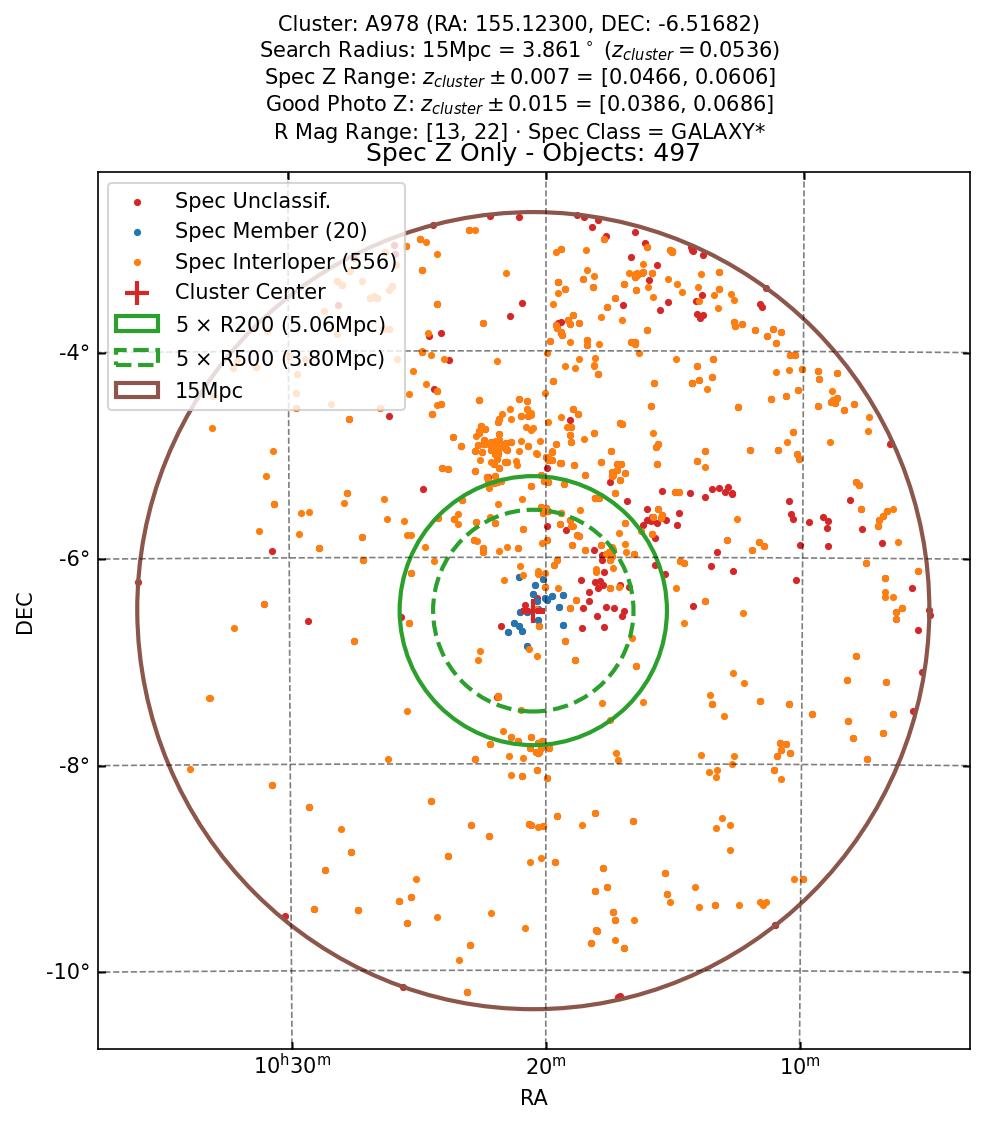 Cluster: A978 (RA: 155.12300, DEC: -6.51682)
Search Radius: 15Mpc = 3.861° (z_cluster = 0.0536)
Spec Z Range: z_cluster ± 0.007 = [0.0466, 0.0606]
Good Photo Z: z_cluster ± 0.015 = [0.0386, 0.0686]
R Mag Range: [13, 22] · Spec Class = GALAXY*
Spec Z Only - Objects: 497
Spec Unclassif.
Spec Member (20)
Spec Interloper (556)
Cluster Center
5 × R200 (5.06Mpc)
5 × R500 (3.80Mpc)
15Mpc
-4°
-6°
-8°
-10°
DEC
10h30m
20m
10m
RA